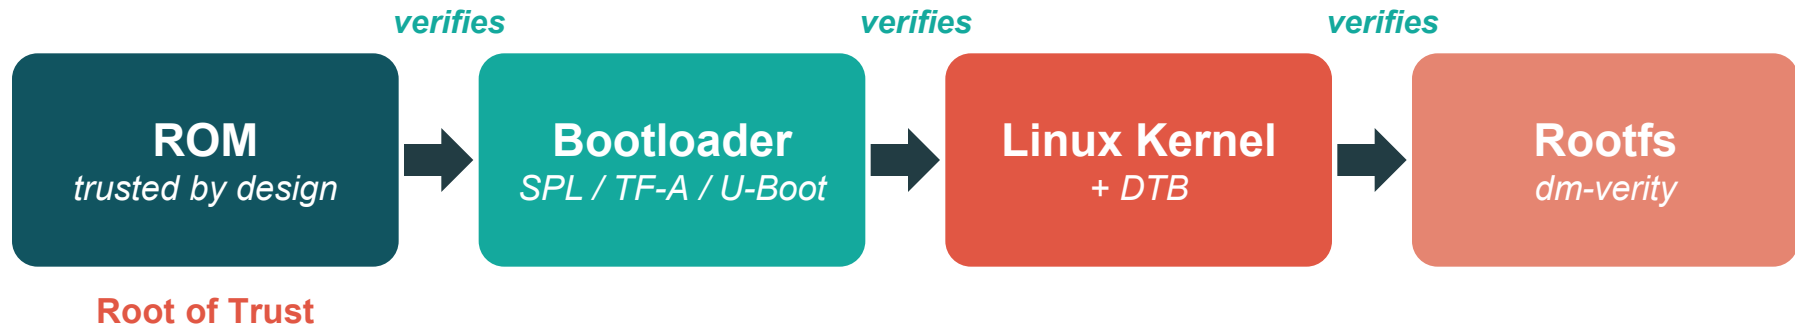 verifies
verifies
verifies
ROM
trusted by design
Bootloader
SPL / TF-A / U-Boot
Linux Kernel
+ DTB
Rootfs
dm-verity
Root of Trust